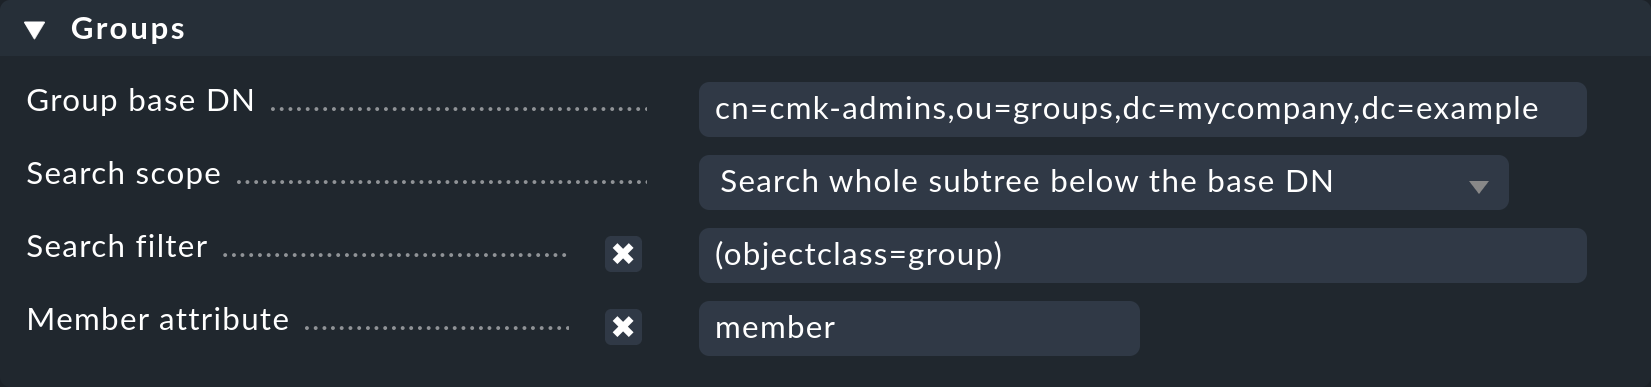 Groups
Group base DN cn=cmk-admins,ou=groups,dc=mycompany,dc=example
Search scope Search whole subtree below the base DN
Search filter (objectclass=group)
Member attribute member